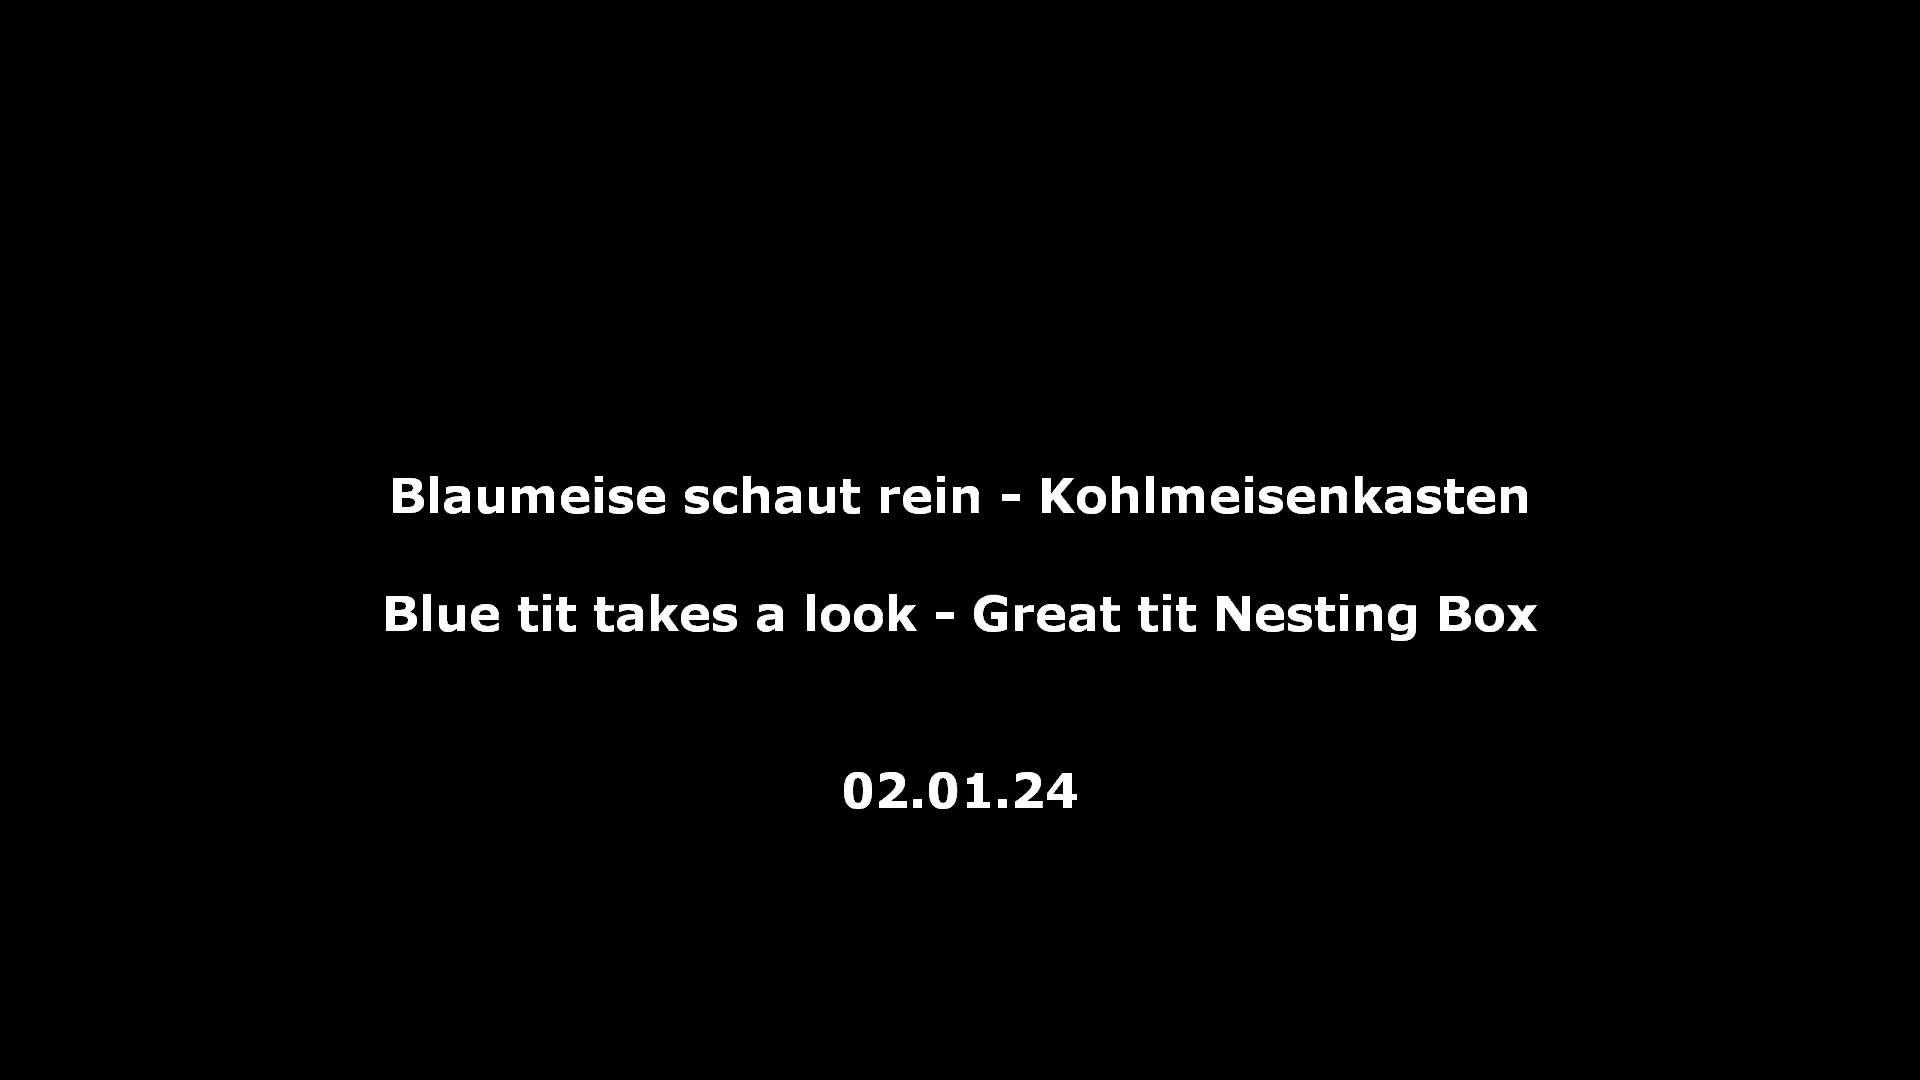 Blaumeise schaut rein - Kohlmeisenkasten
Blue tit takes a look - Great tit Nesting Box
02.01.24